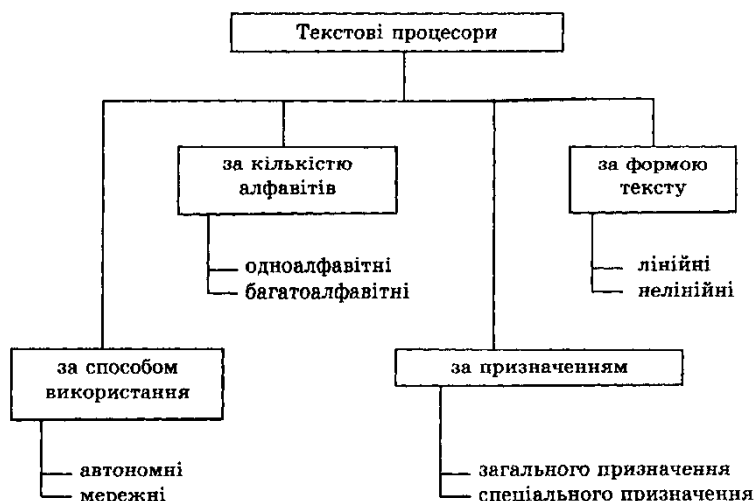 Текстові процесори
за кількістю
алфавітів
одноалфавітні
багатоалфавітні
за формою
тексту
лінійні
нелінійні
за способом
використання
автономні
мережні
за призначенням
загального призначення
спеціального призначення